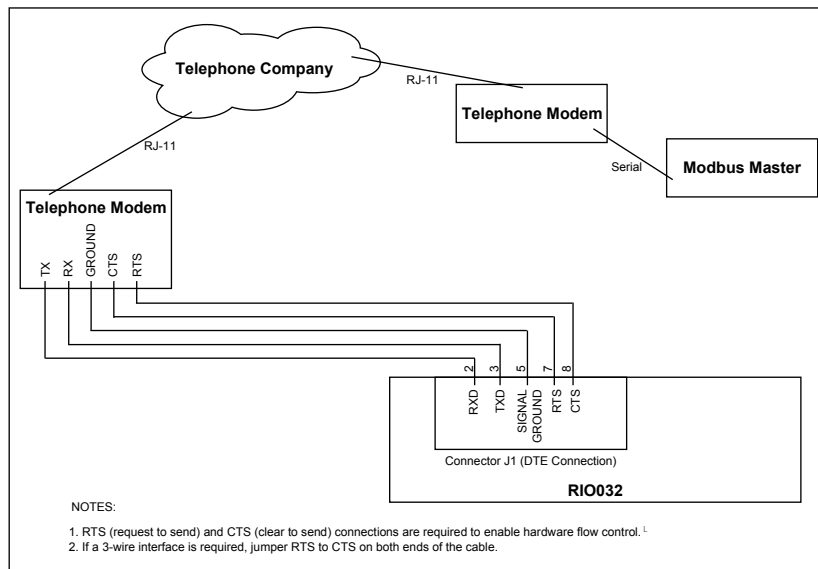 Telephone Company
RJ-11
Telephone Modem
RJ-11
Serial
Modbus Master
Telephone Modem
TX
RX
GROUND
CTS
RTS
2
3
5
7
8
RXD
TXD
SIGNAL
GROUND
RTS
CTS
Connector J1 (DTE Connection)
RIO032
NOTES:
1. RTS (request to send) and CTS (clear to send) connections are required to enable hardware flow control. L
2. If a 3-wire interface is required, jumper RTS to CTS on both ends of the cable.